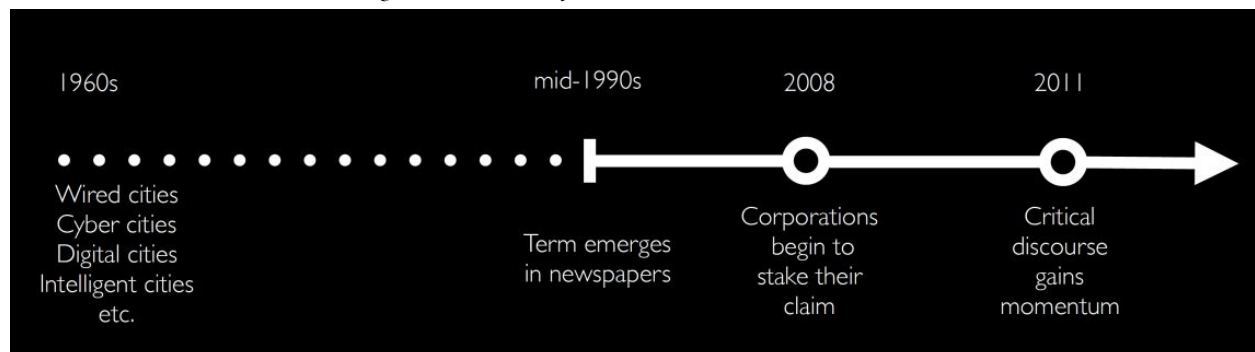 1960s
Wired cities
Cyber cities
Digital cities
Intelligent cities
etc.
mid-1990s
Term emerges
in newspapers
2008
Corporations
begin to
stake their
claim
2011
Critical
discourse
gains
momentum